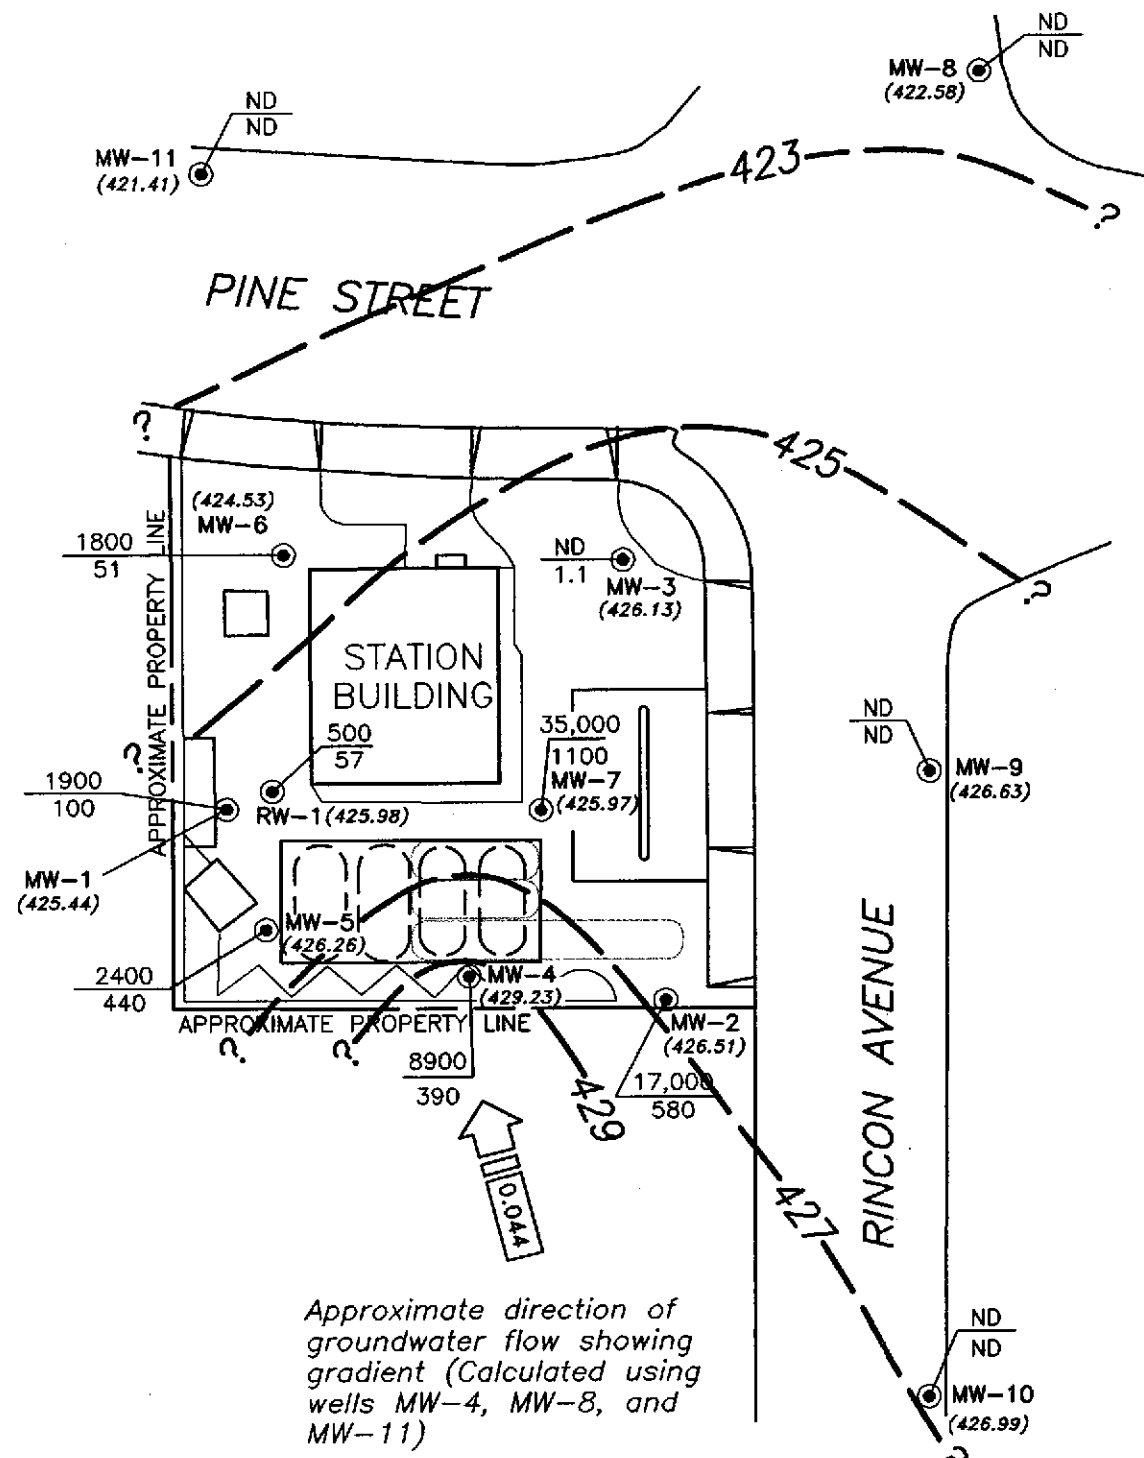 ND
ND
MW-8
(422.58)
ND
ND
MW-11
(421.41)
423
?
PINE STREET
?
425
(424.53)
MW-6
1800
51
ND
1.1
MW-3
(426.13)
?
APPROXIMATE PROPERTY LINE
STATION
BUILDING
ND
ND
35,000
1100
500
57
?
MW-7
(425.97)
MW-9
(426.63)
1900
100
RW-1 (425.98)
MW-1
(425.44)
MW-5
(426.26)
2400
440
MW-4
(429.23)
APPROXIMATE PROPERTY LINE
MW-2
(426.51)
?
?
8900
390
429
17,000
580
RINCON AVENUE
0.044
427
Approximate direction of
groundwater flow showing
gradient (Calculated using
wells MW-4, MW-8, and
MW-11)
ND
ND
MW-10
(426.99)
?